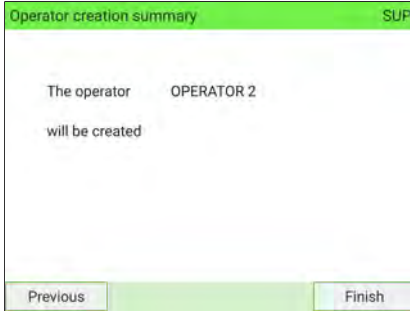 Operator creation summary SUP
The operator OPERATOR 2
will be created
Previous Finish